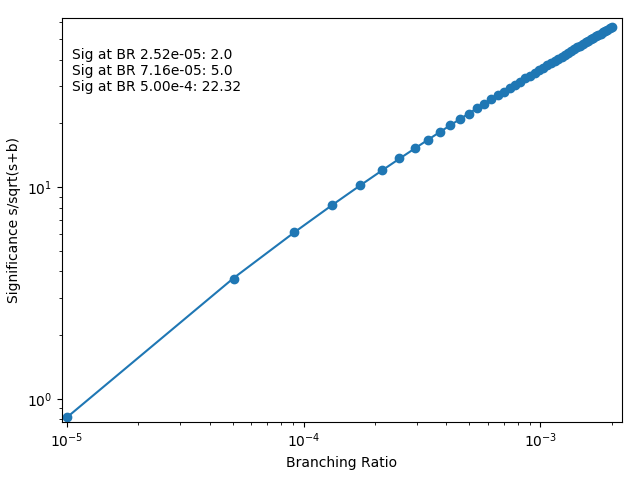 Sig at BR 2.52e-05: 2.0
Sig at BR 7.16e-05: 5.0
Sig at BR 5.00e-4: 22.32
Significance s/sqrt(s+b)
10¹
10⁰
10⁻⁵
10⁻⁴
10⁻³
Branching Ratio